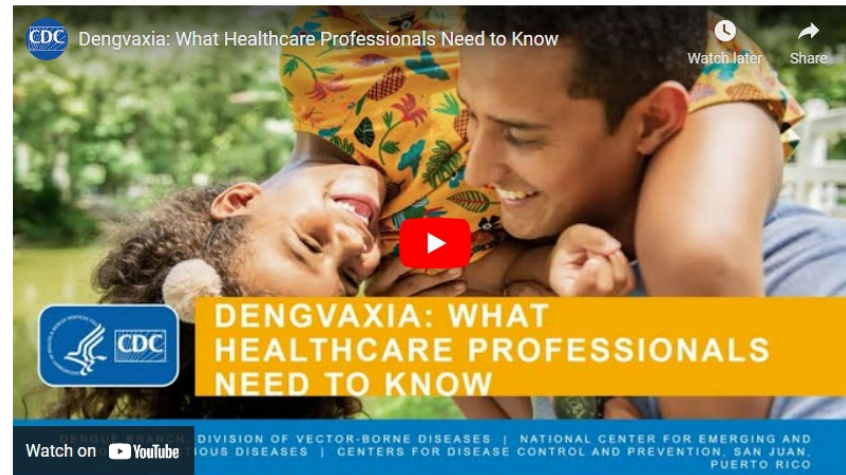 CDC
Dengvaxia: What Healthcare Professionals Need to Know
Watch later
Share
DENGVAXIA: WHAT
HEALTHCARE PROFESSIONALS
NEED TO KNOW
CDC
BRANCH, DIVISION OF VECTOR-BORNE DISEASES | NATIONAL CENTER FOR EMERGING AND
TIOUS DISEASES | CENTERS FOR DISEASE CONTROL AND PREVENTION, SAN JUAN,
PUERTO RICO
Watch on YouTube